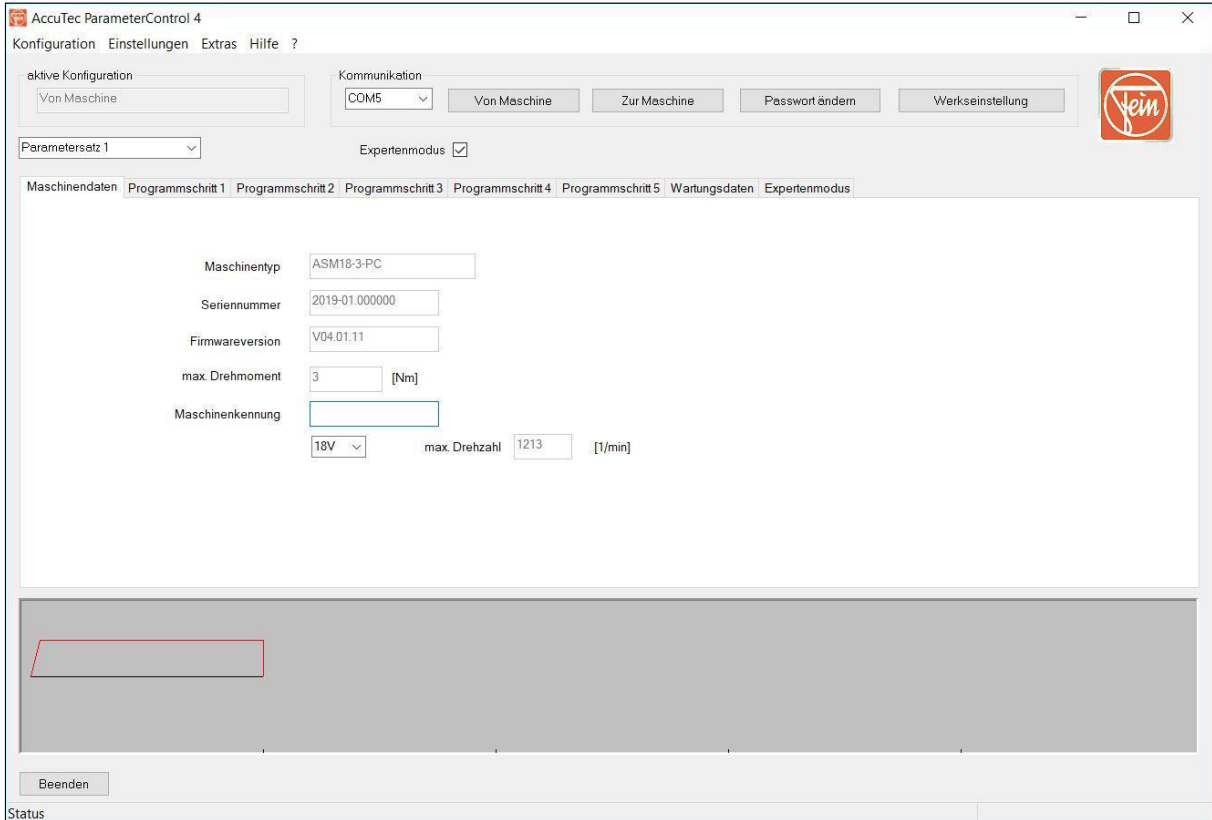 AccuTec ParameterControl 4
Konfiguration Einstellungen Extras Hilfe ?
aktive Konfiguration
Von Maschine
Kommunikation
COM5
Von Maschine
Zur Maschine
Passwort ändern
Werkseinstellung
Fein
Parametersatz 1
Expertenmodus
Maschinendaten Programmschritt 1 Programmschritt 2 Programmschritt 3 Programmschritt 4 Programmschritt 5 Wartungsdaten Expertenmodus
Maschinentyp ASM18-3-PC
Seriennummer 2019-01.000000
Firmwareversion V04.01.11
max. Drehmoment 3 [Nm]
Maschinenkennung
18V max. Drehzahl 1213 [1/min]
Beenden
Status